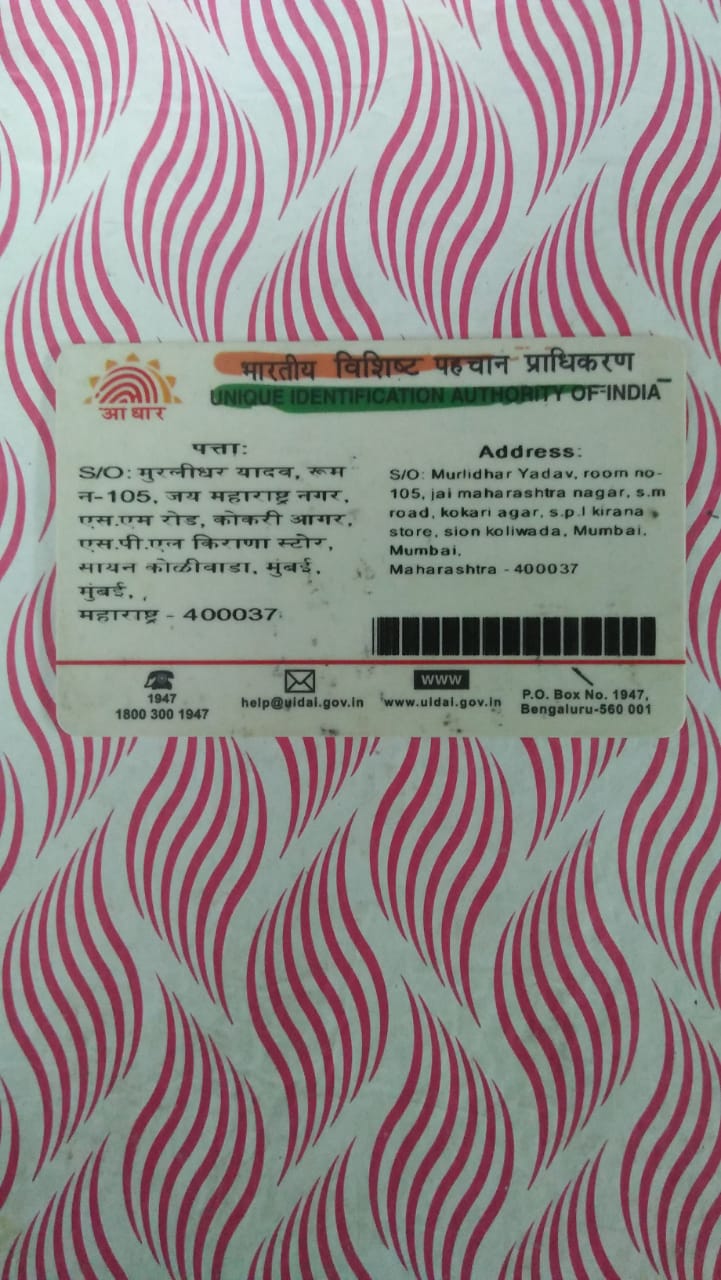 भारतीय विशिष्ट पहचान प्राधिकरण
UNIQUE IDENTIFICATION AUTHORITY OF INDIA
आधार
पत्ता:
S/O: मुरलीधर यादव, रूम
न-105, जय महाराष्ट्र नगर,
एस.एम रोड, कोकरी आगर,
एस.पी.एल किराणा स्टोर,
सायन कोळीवाडा, मुंबई,
मुंबई,
महाराष्ट्र - 400037
Address:
S/O: Murlidhar Yadav, room no-
105, jai maharashtra nagar, s.m
road, kokari agar, s.p.l kirana
store, sion koliwada, Mumbai,
Mumbai,
Maharashtra - 400037
1947
1800 300 1947
help@uidai.gov.in
www
www.uidai.gov.in
P.O. Box No. 1947,
Bengaluru-560 001